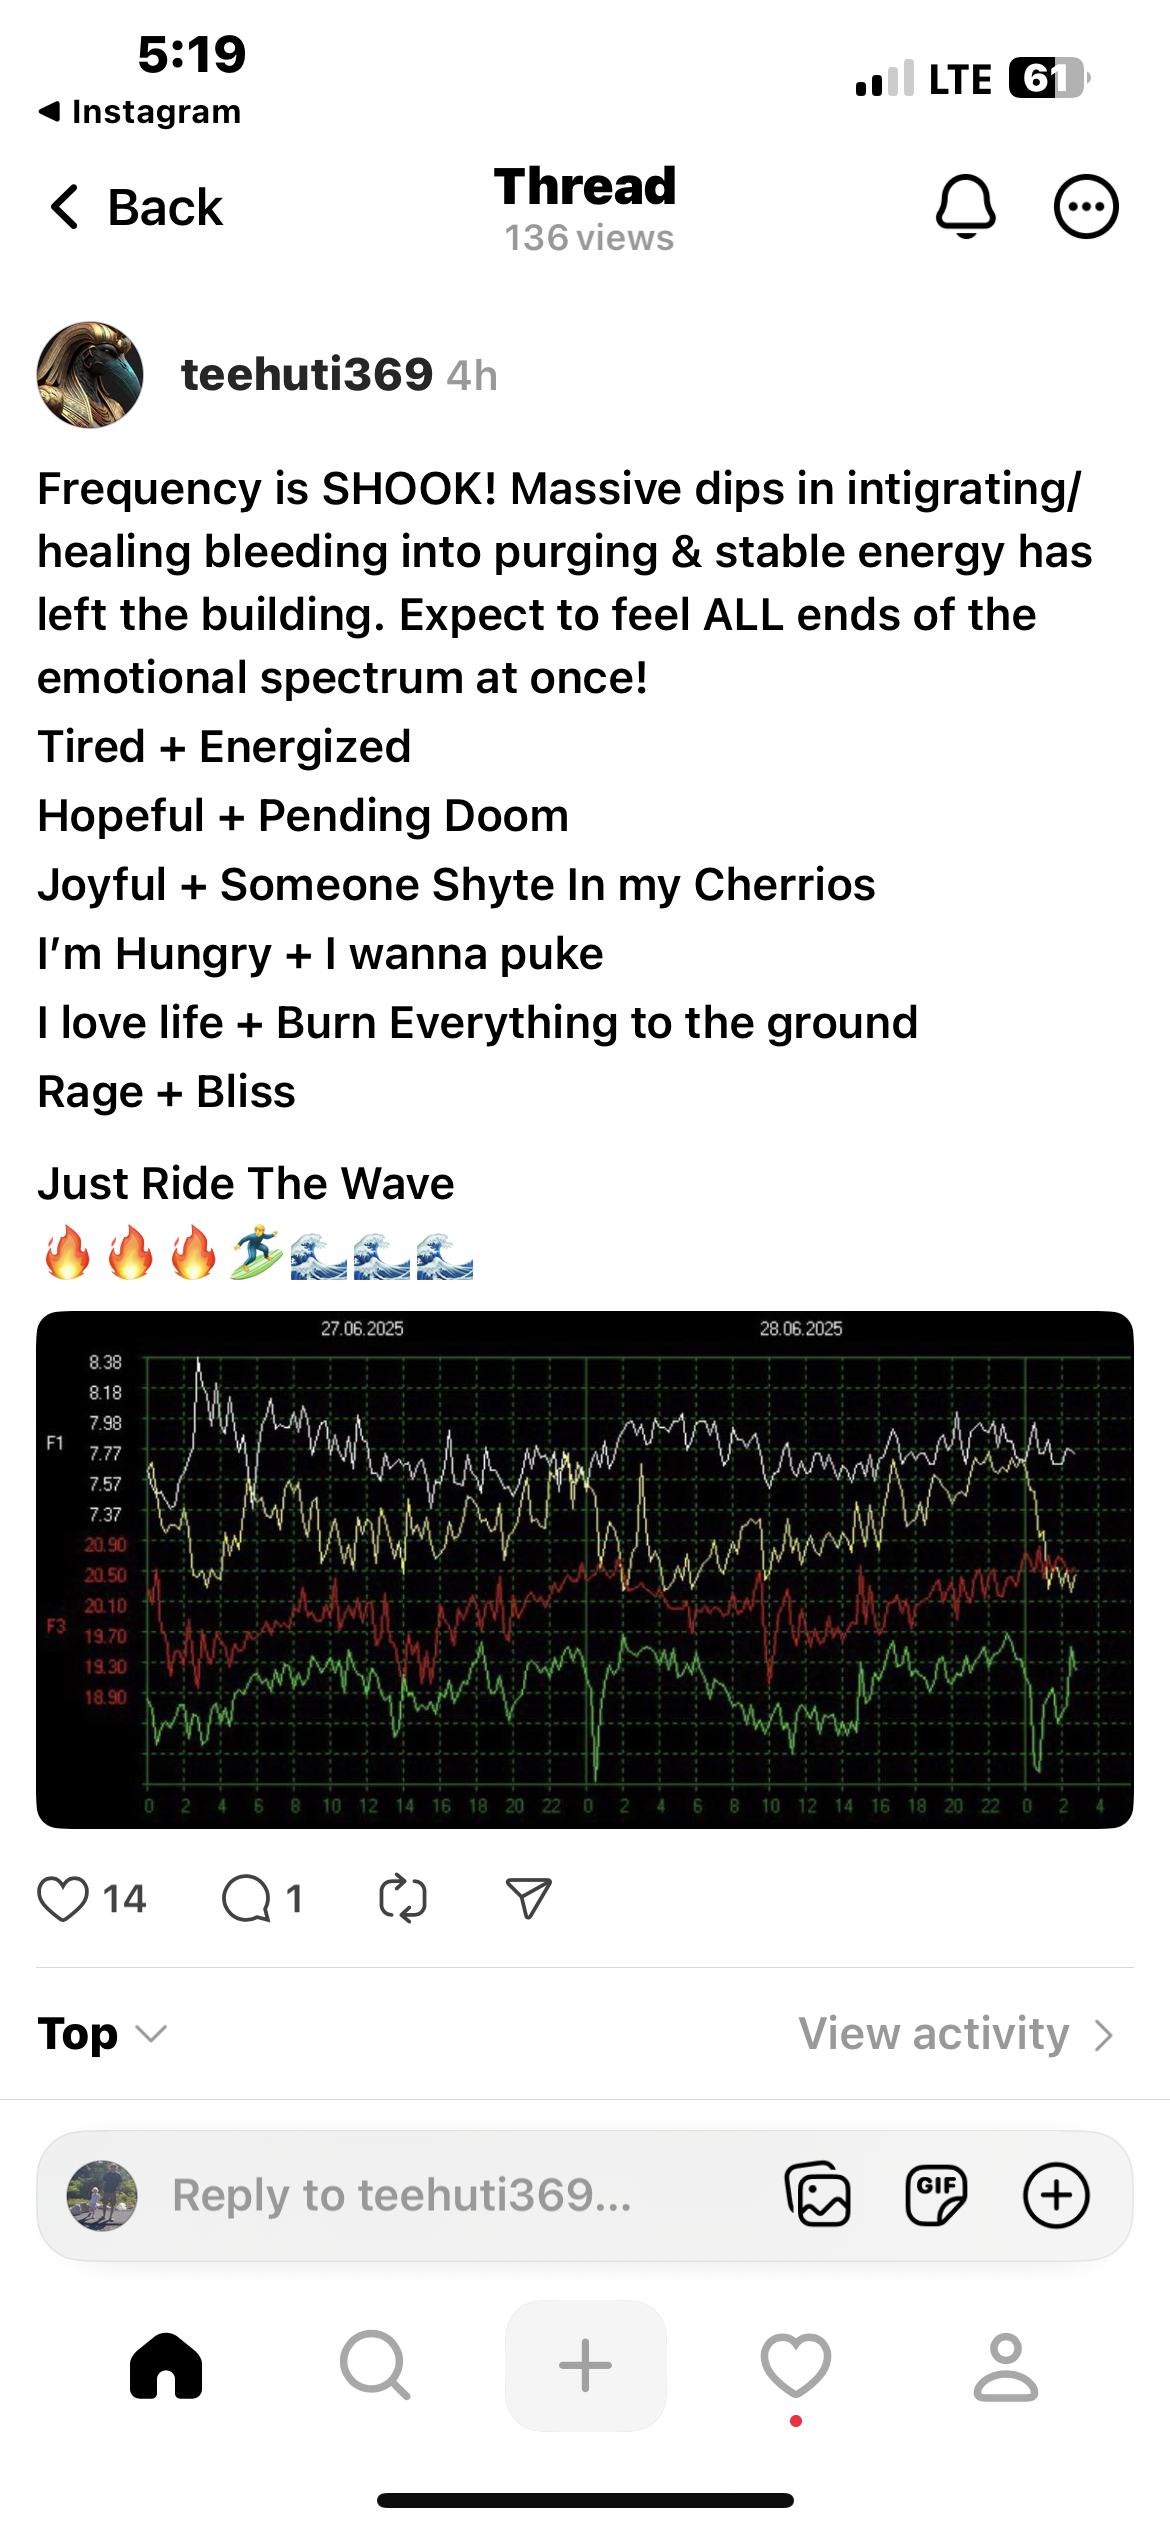 5:19
LTE 61
◀ Instagram
Back
Thread
136 views
teehuti369 4h
Frequency is SHOOK! Massive dips in intigrating/
healing bleeding into purging & stable energy has
left the building. Expect to feel ALL ends of the
emotional spectrum at once!
Tired + Energized
Hopeful + Pending Doom
Joyful + Someone Shyte In my Cherrios
I'm Hungry + I wanna puke
I love life + Burn Everything to the ground
Rage + Bliss
Just Ride The Wave
🔥🔥🔥🏄‍♂️🌊🌊🌊
27.06.2025 28.06.2025
8.38
8.18
7.98
F1
7.77
7.57
7.37
20.90
20.50
20.10
F3
19.70
19.30
18.90
0 2 4 6 8 10 12 14 16 18 20 22 0 2 4 6 8 10 12 14 16 18 20 22 0 2 4
14 1
Top View activity
Reply to teehuti369...
GIF